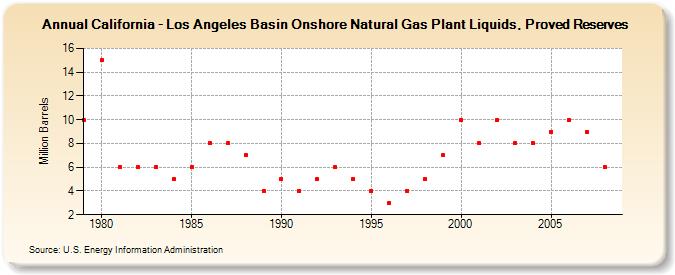 Annual California - Los Angeles Basin Onshore Natural Gas Plant Liquids, Proved Reserves
Million Barrels
16
14
12
10
8
6
4
2
1980 1985 1990 1995 2000 2005
Source: U.S. Energy Information Administration